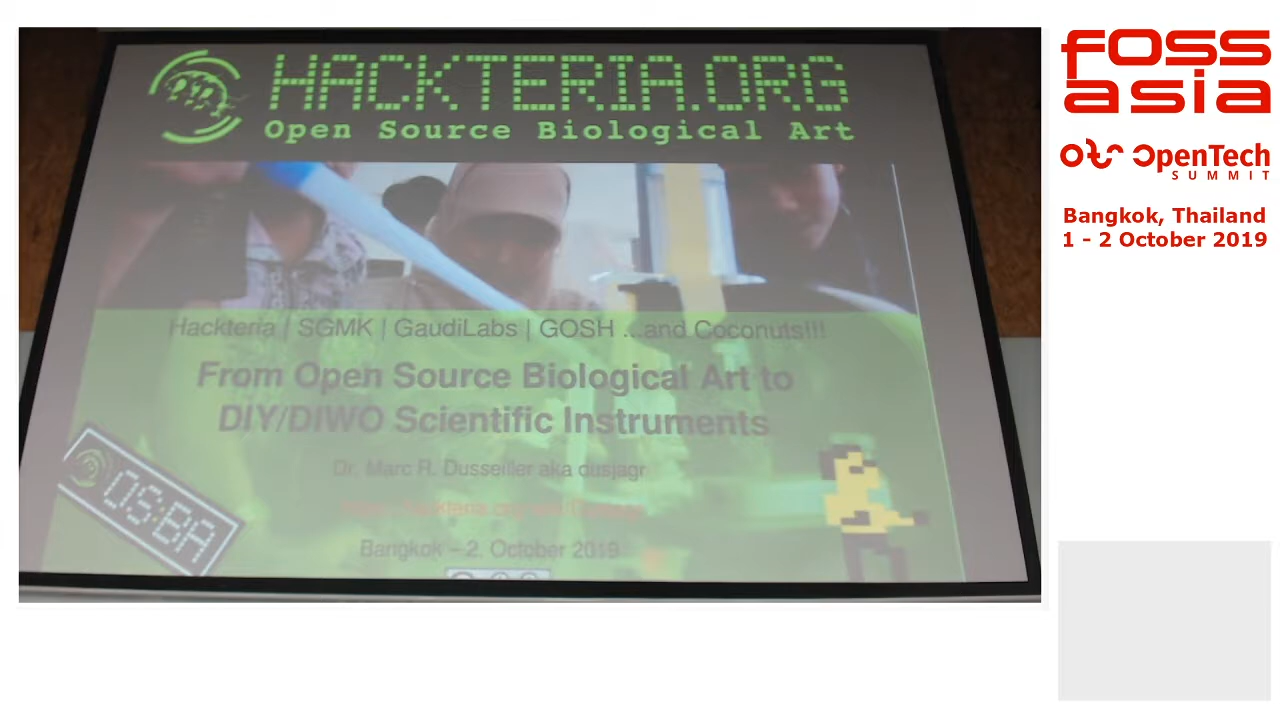 HACKTERIA.ORG
Open Source Biological Art
Hackteria | SGMK | GaudiLabs | GOSH ...and Coconuts!!!
From Open Source Biological Art to
DIY/DIWO Scientific Instruments
Dr. Marc R. Dusseiller aka dusjagr
Bangkok – 2. October 2019
OS:BA
FOSS
asia
OpenTech
SUMMIT
Bangkok, Thailand
1 - 2 October 2019